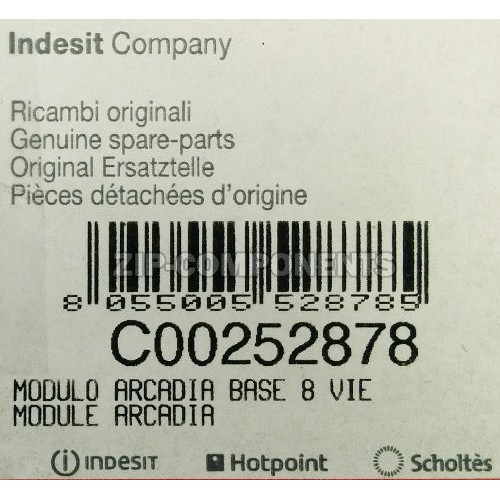 Indesit Company
Ricambi originali
Genuine spare-parts
Original Ersatztelle
Pièces détachées d'origine
ZIP-COMPONENTS
8 055005 528785
C00252878
MODULO ARCADIA BASE 8 VIE
MODULE ARCADIA
INDESIT Hotpoint Scholtès